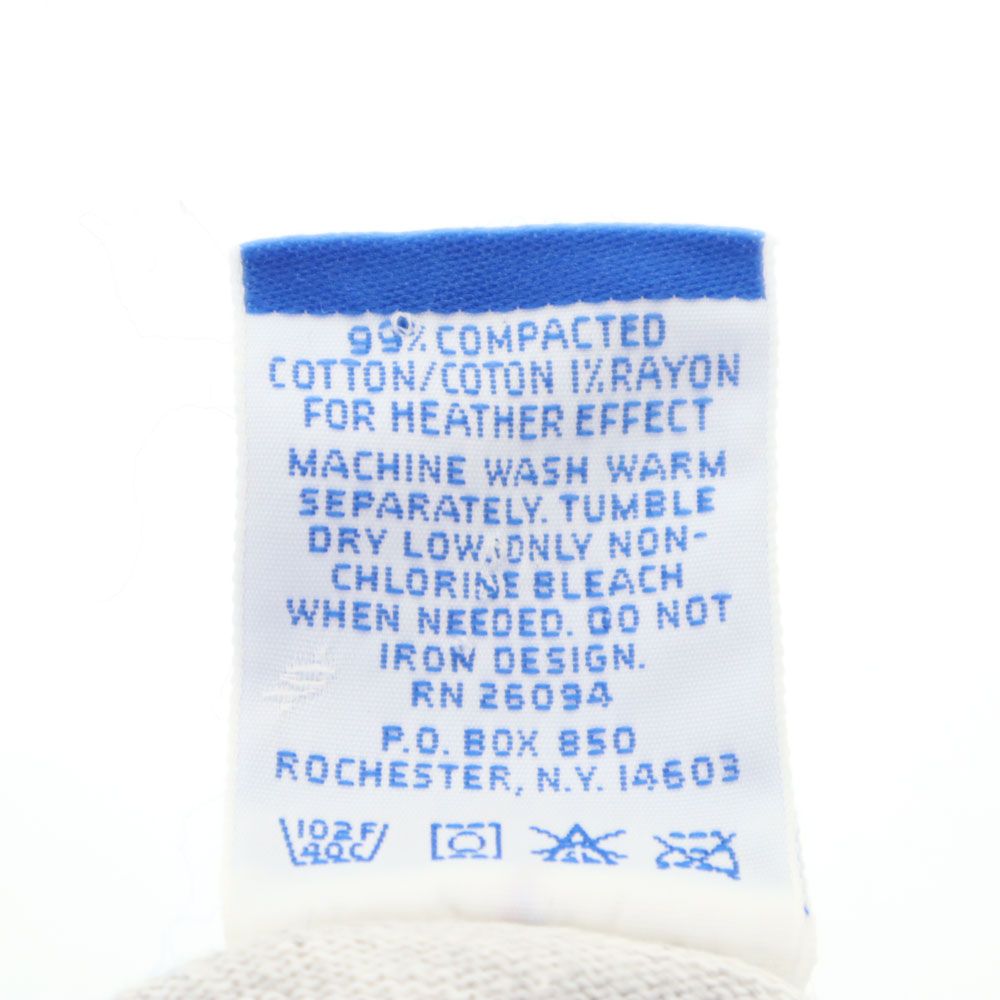 99% COMPACTED
COTTON/COTON 1% RAYON
FOR HEATHER EFFECT
MACHINE WASH WARM
SEPARATELY. TUMBLE
DRY LOW. ONLY NON-
CHLORINE BLEACH
WHEN NEEDED. DO NOT
IRON DESIGN.
RN 26094
P.O. BOX 850
ROCHESTER, N.Y. 14603
102F
40C